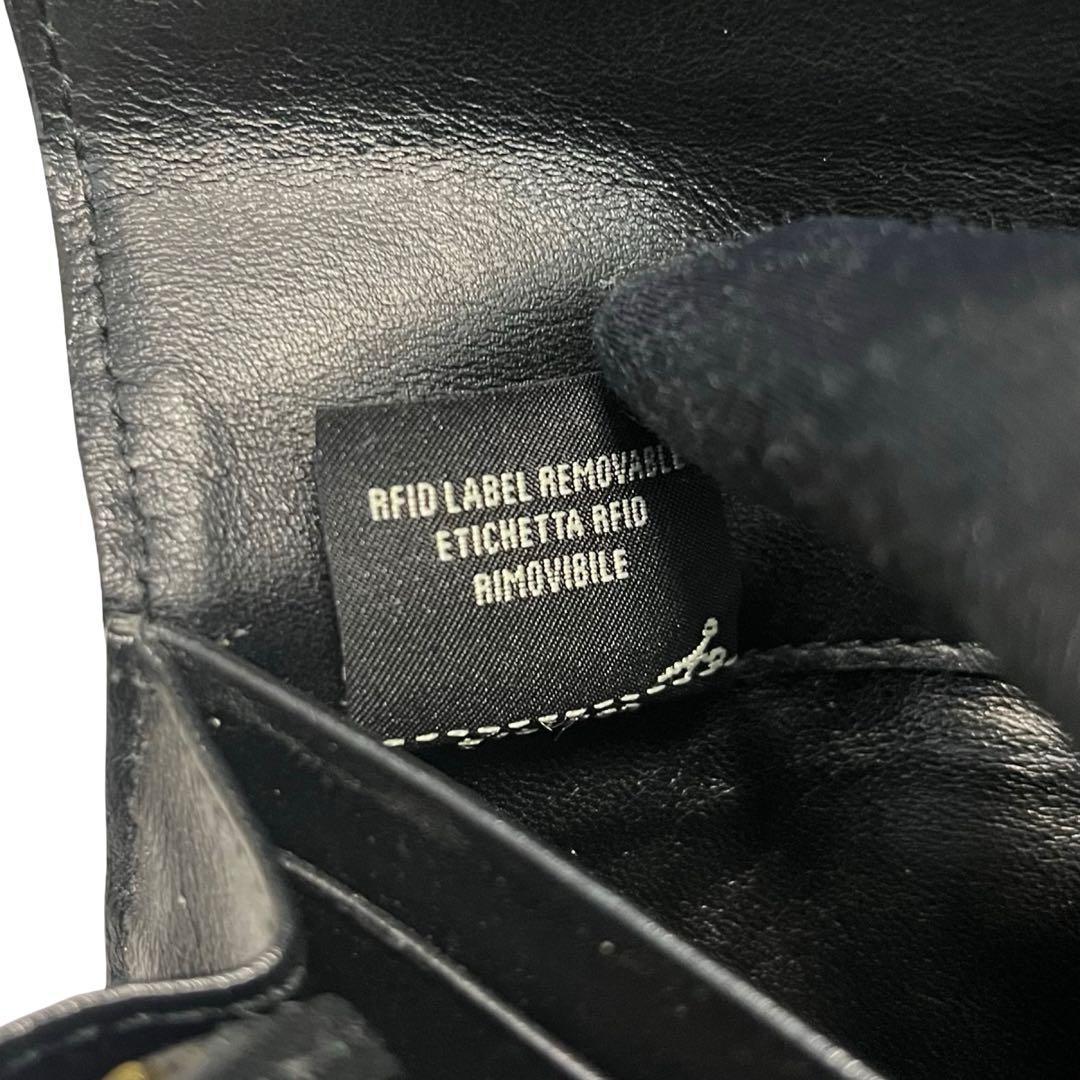 RFID LABEL REMOVABLE
ETICHETTA RFID
RIMOVIBILE